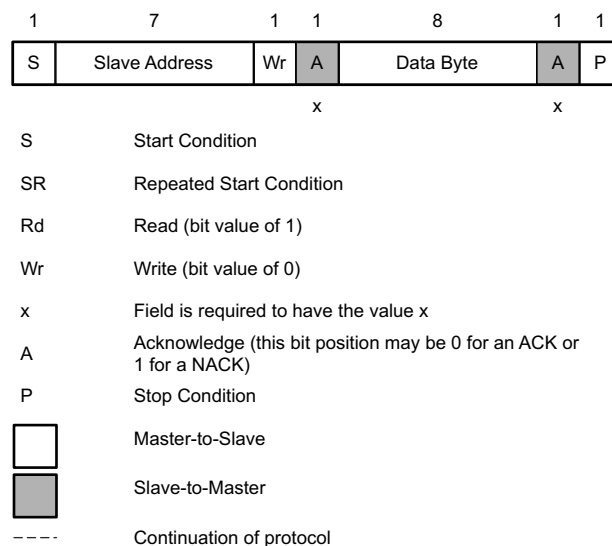 1 7 1 1 8 1 1
S Slave Address Wr A Data Byte A P
x x
S Start Condition
SR Repeated Start Condition
Rd Read (bit value of 1)
Wr Write (bit value of 0)
x Field is required to have the value x
A Acknowledge (this bit position may be 0 for an ACK or
1 for a NACK)
P Stop Condition
Master-to-Slave
Slave-to-Master
Continuation of protocol